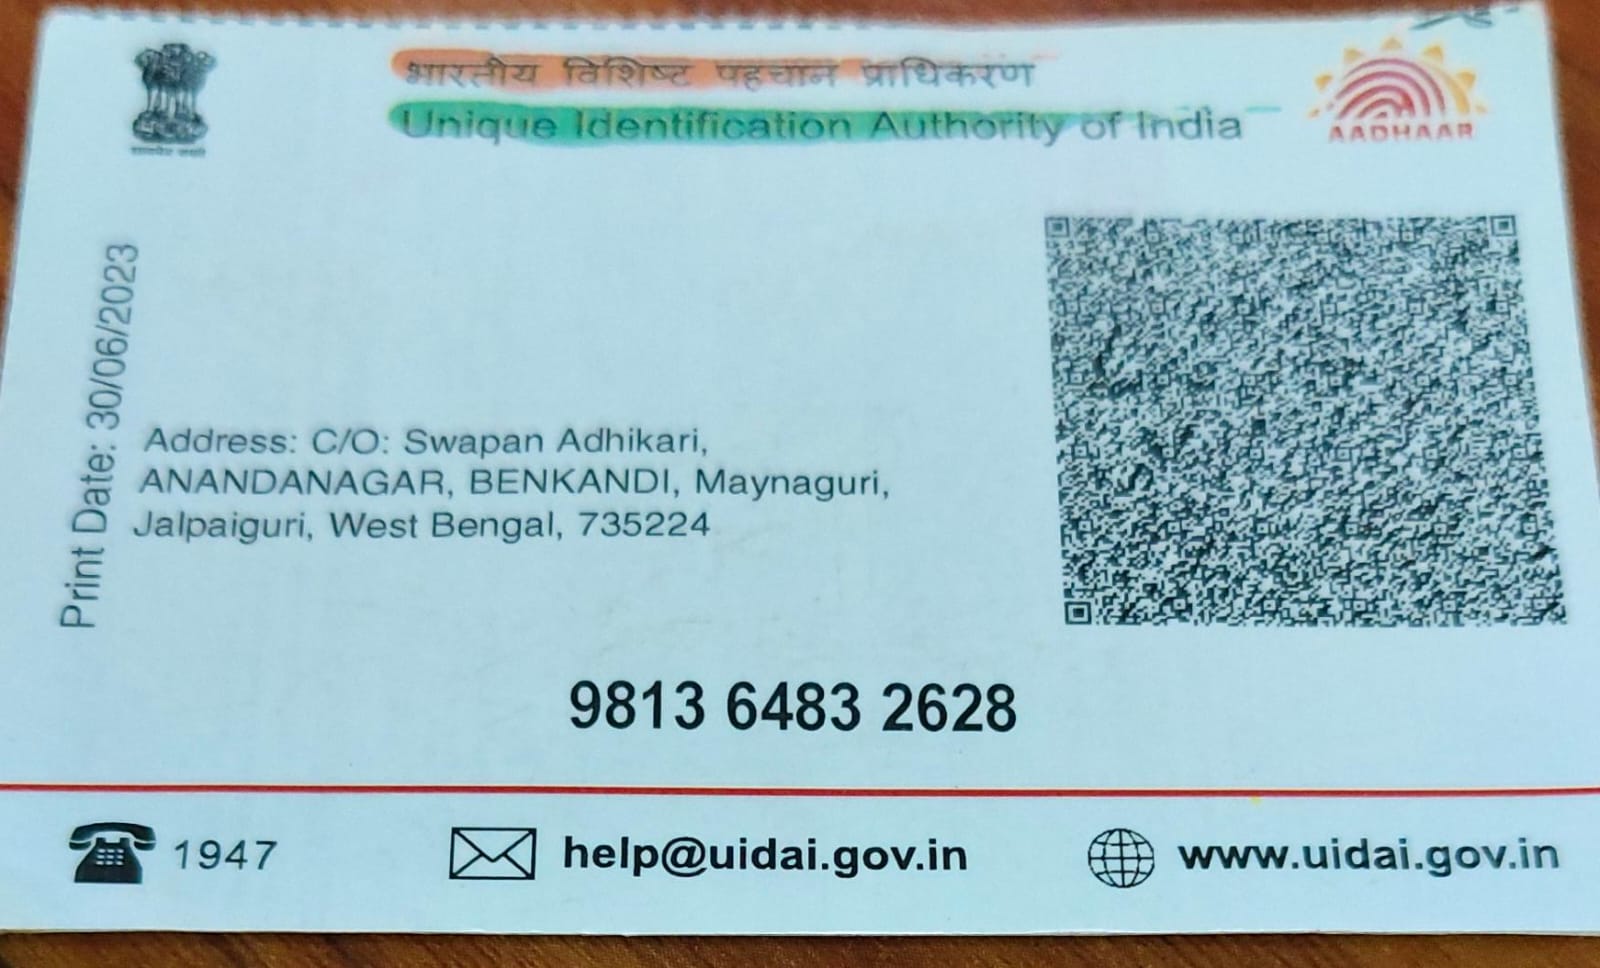 भारतीय विशिष्ट पहचान प्राधिकरण
Unique Identification Authority of India
AADHAAR
Print Date: 30/06/2023
Address: C/O: Swapan Adhikari,
ANANDANAGAR, BENKANDI, Maynaguri,
Jalpaiguri, West Bengal, 735224
9813 6483 2628
1947
help@uidai.gov.in
www.uidai.gov.in